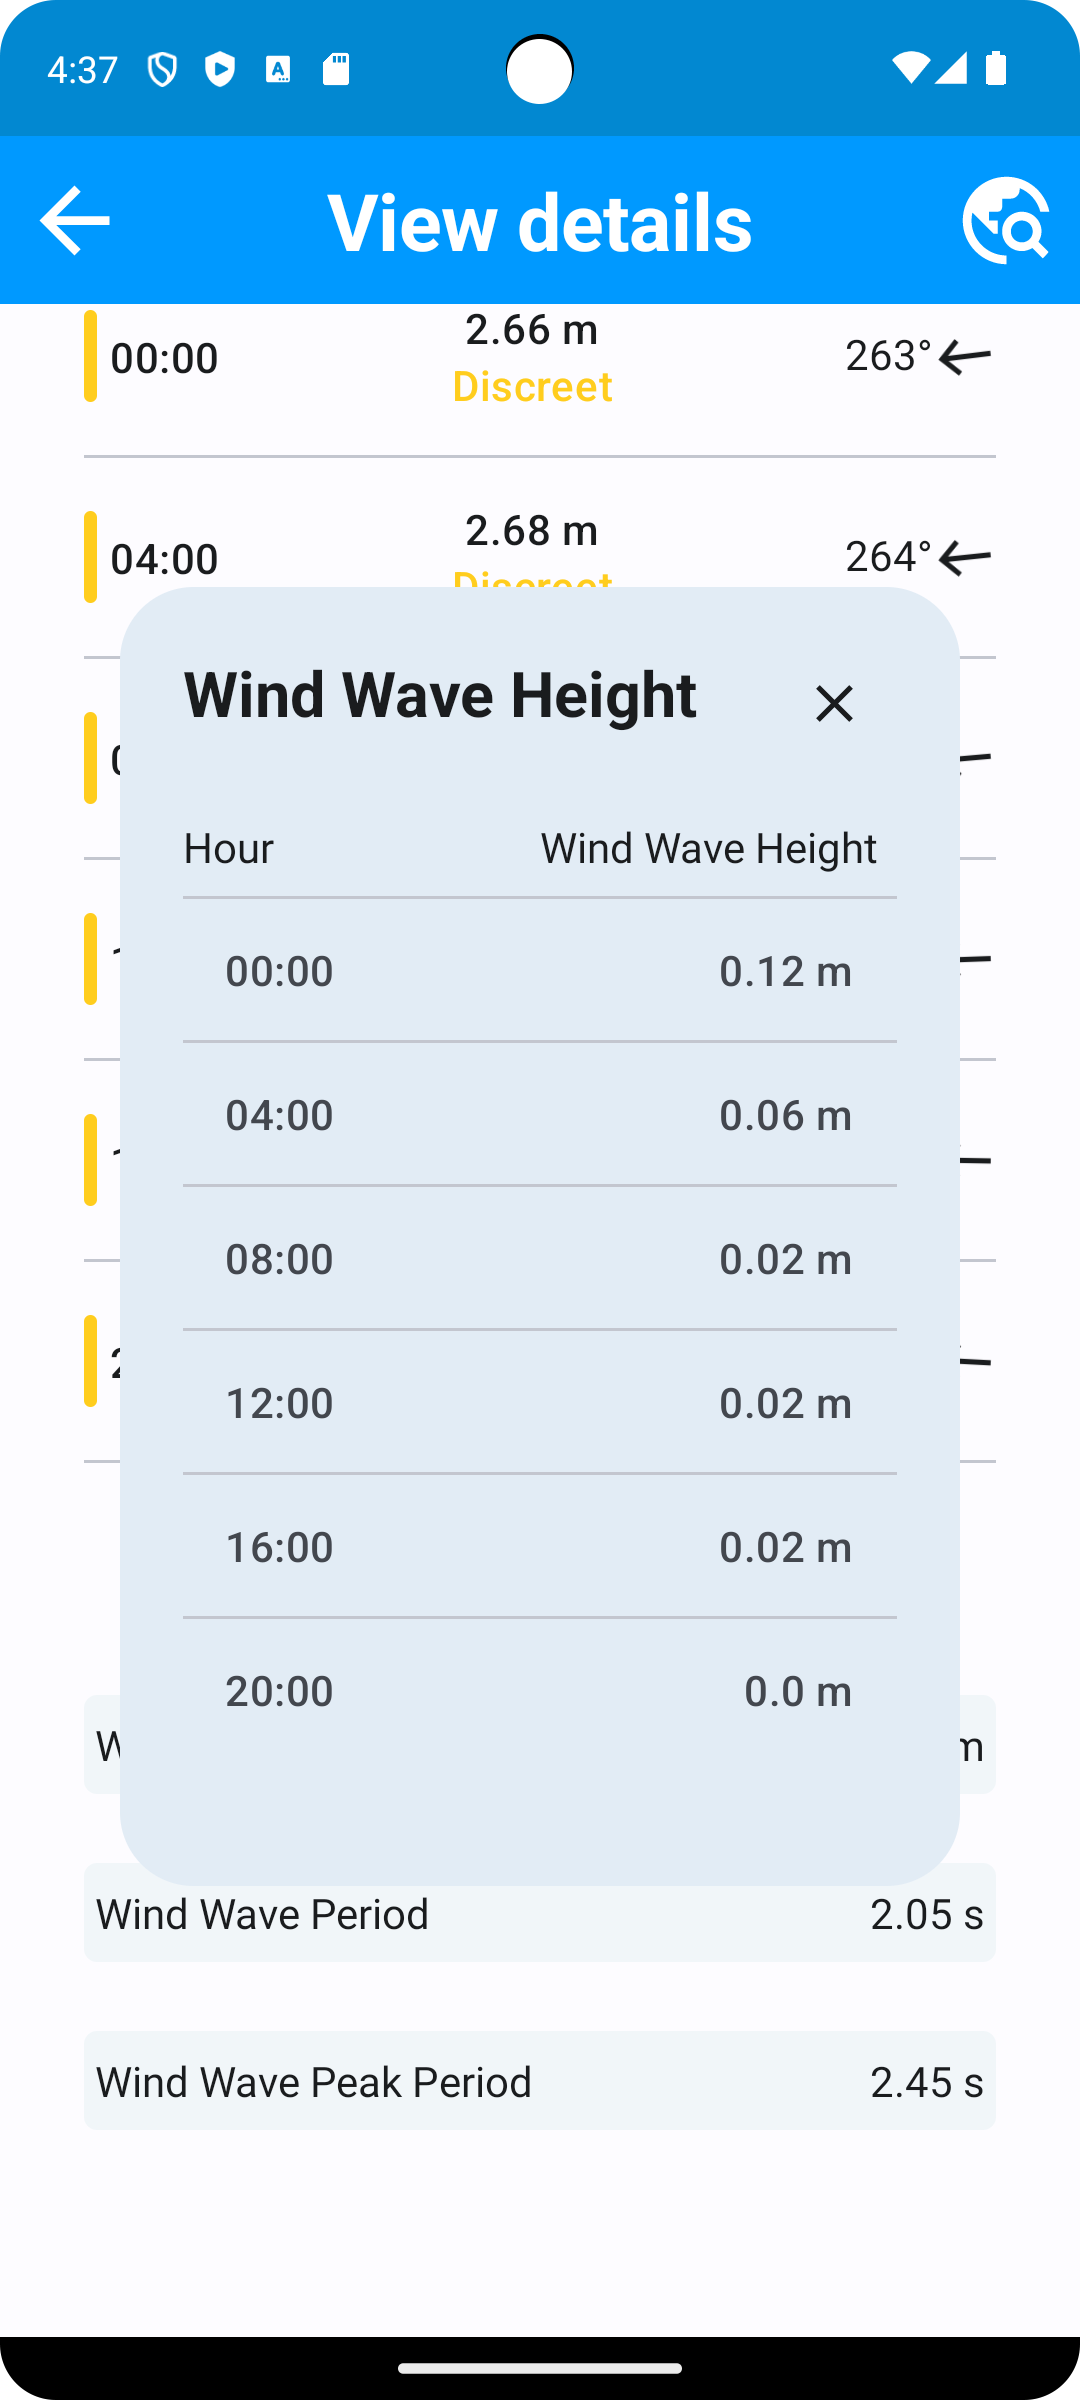 4:37
View details
00:00
2.66 m
Discreet
263°
04:00
2.68 m
Discreet
264°
Wind Wave Height
Hour Wind Wave Height
00:00 0.12 m
04:00 0.06 m
08:00 0.02 m
12:00 0.02 m
16:00 0.02 m
20:00 0.0 m
m
Wind Wave Period 2.05 s
Wind Wave Peak Period 2.45 s